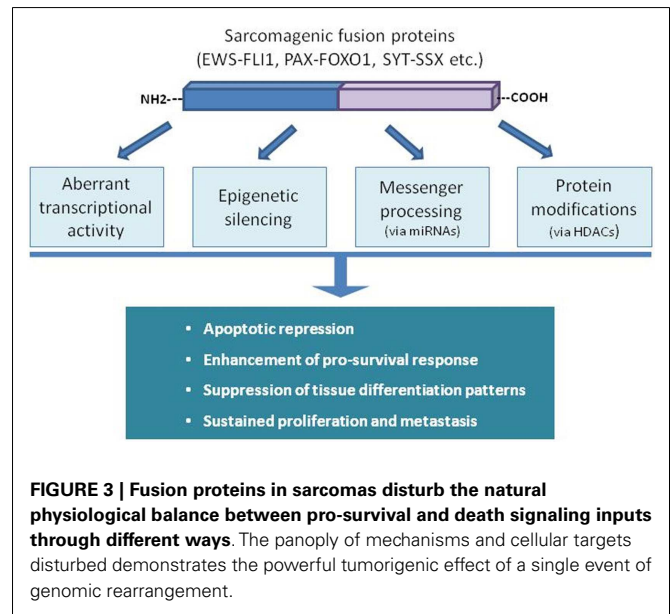 Sarcomagenic fusion proteins
(EWS-FLI1, PAX-FOXO1, SYT-SSX etc.)
NH2---
---COOH
Aberrant
transcriptional
activity
Epigenetic
silencing
Messenger
processing
(via miRNAs)
Protein
modifications
(via HDACs)
• Apoptotic repression
• Enhancement of pro-survival response
• Suppression of tissue differentiation patterns
• Sustained proliferation and metastasis
FIGURE 3 | Fusion proteins in sarcomas disturb the natural
physiological balance between pro-survival and death signaling inputs
through different ways. The panoply of mechanisms and cellular targets
disturbed demonstrates the powerful tumorigenic effect of a single event of
genomic rearrangement.